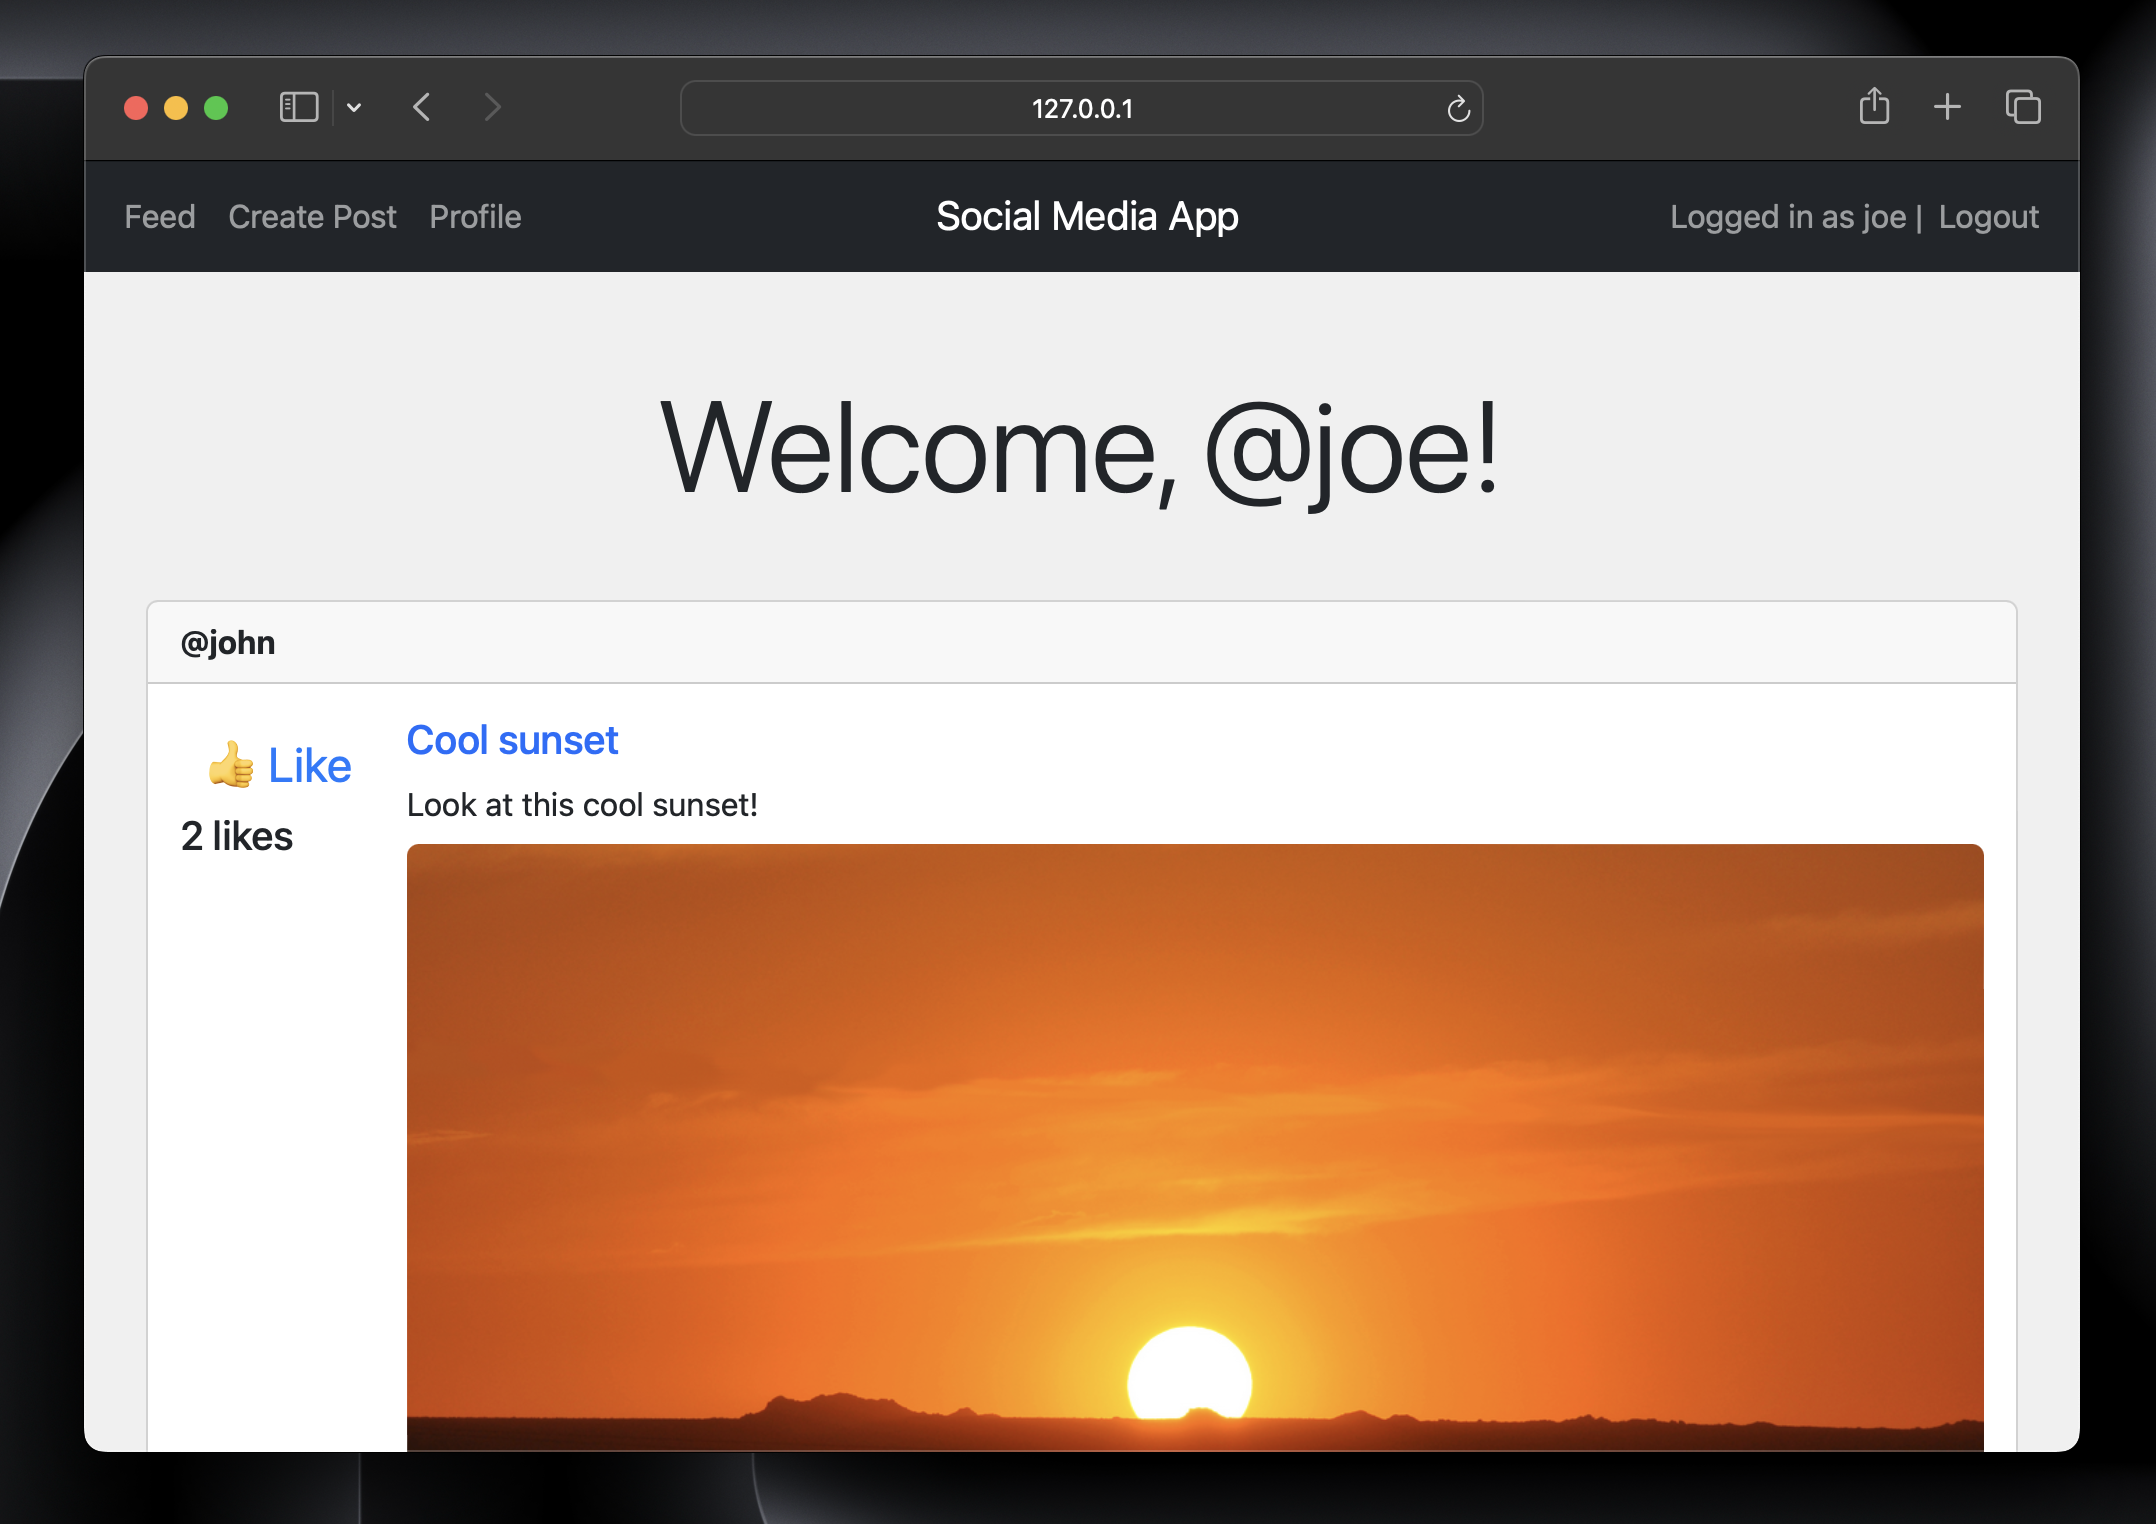 127.0.0.1
Feed Create Post Profile Social Media App Logged in as joe | Logout
Welcome, @joe!
@john
👍 Like
2 likes
Cool sunset
Look at this cool sunset!